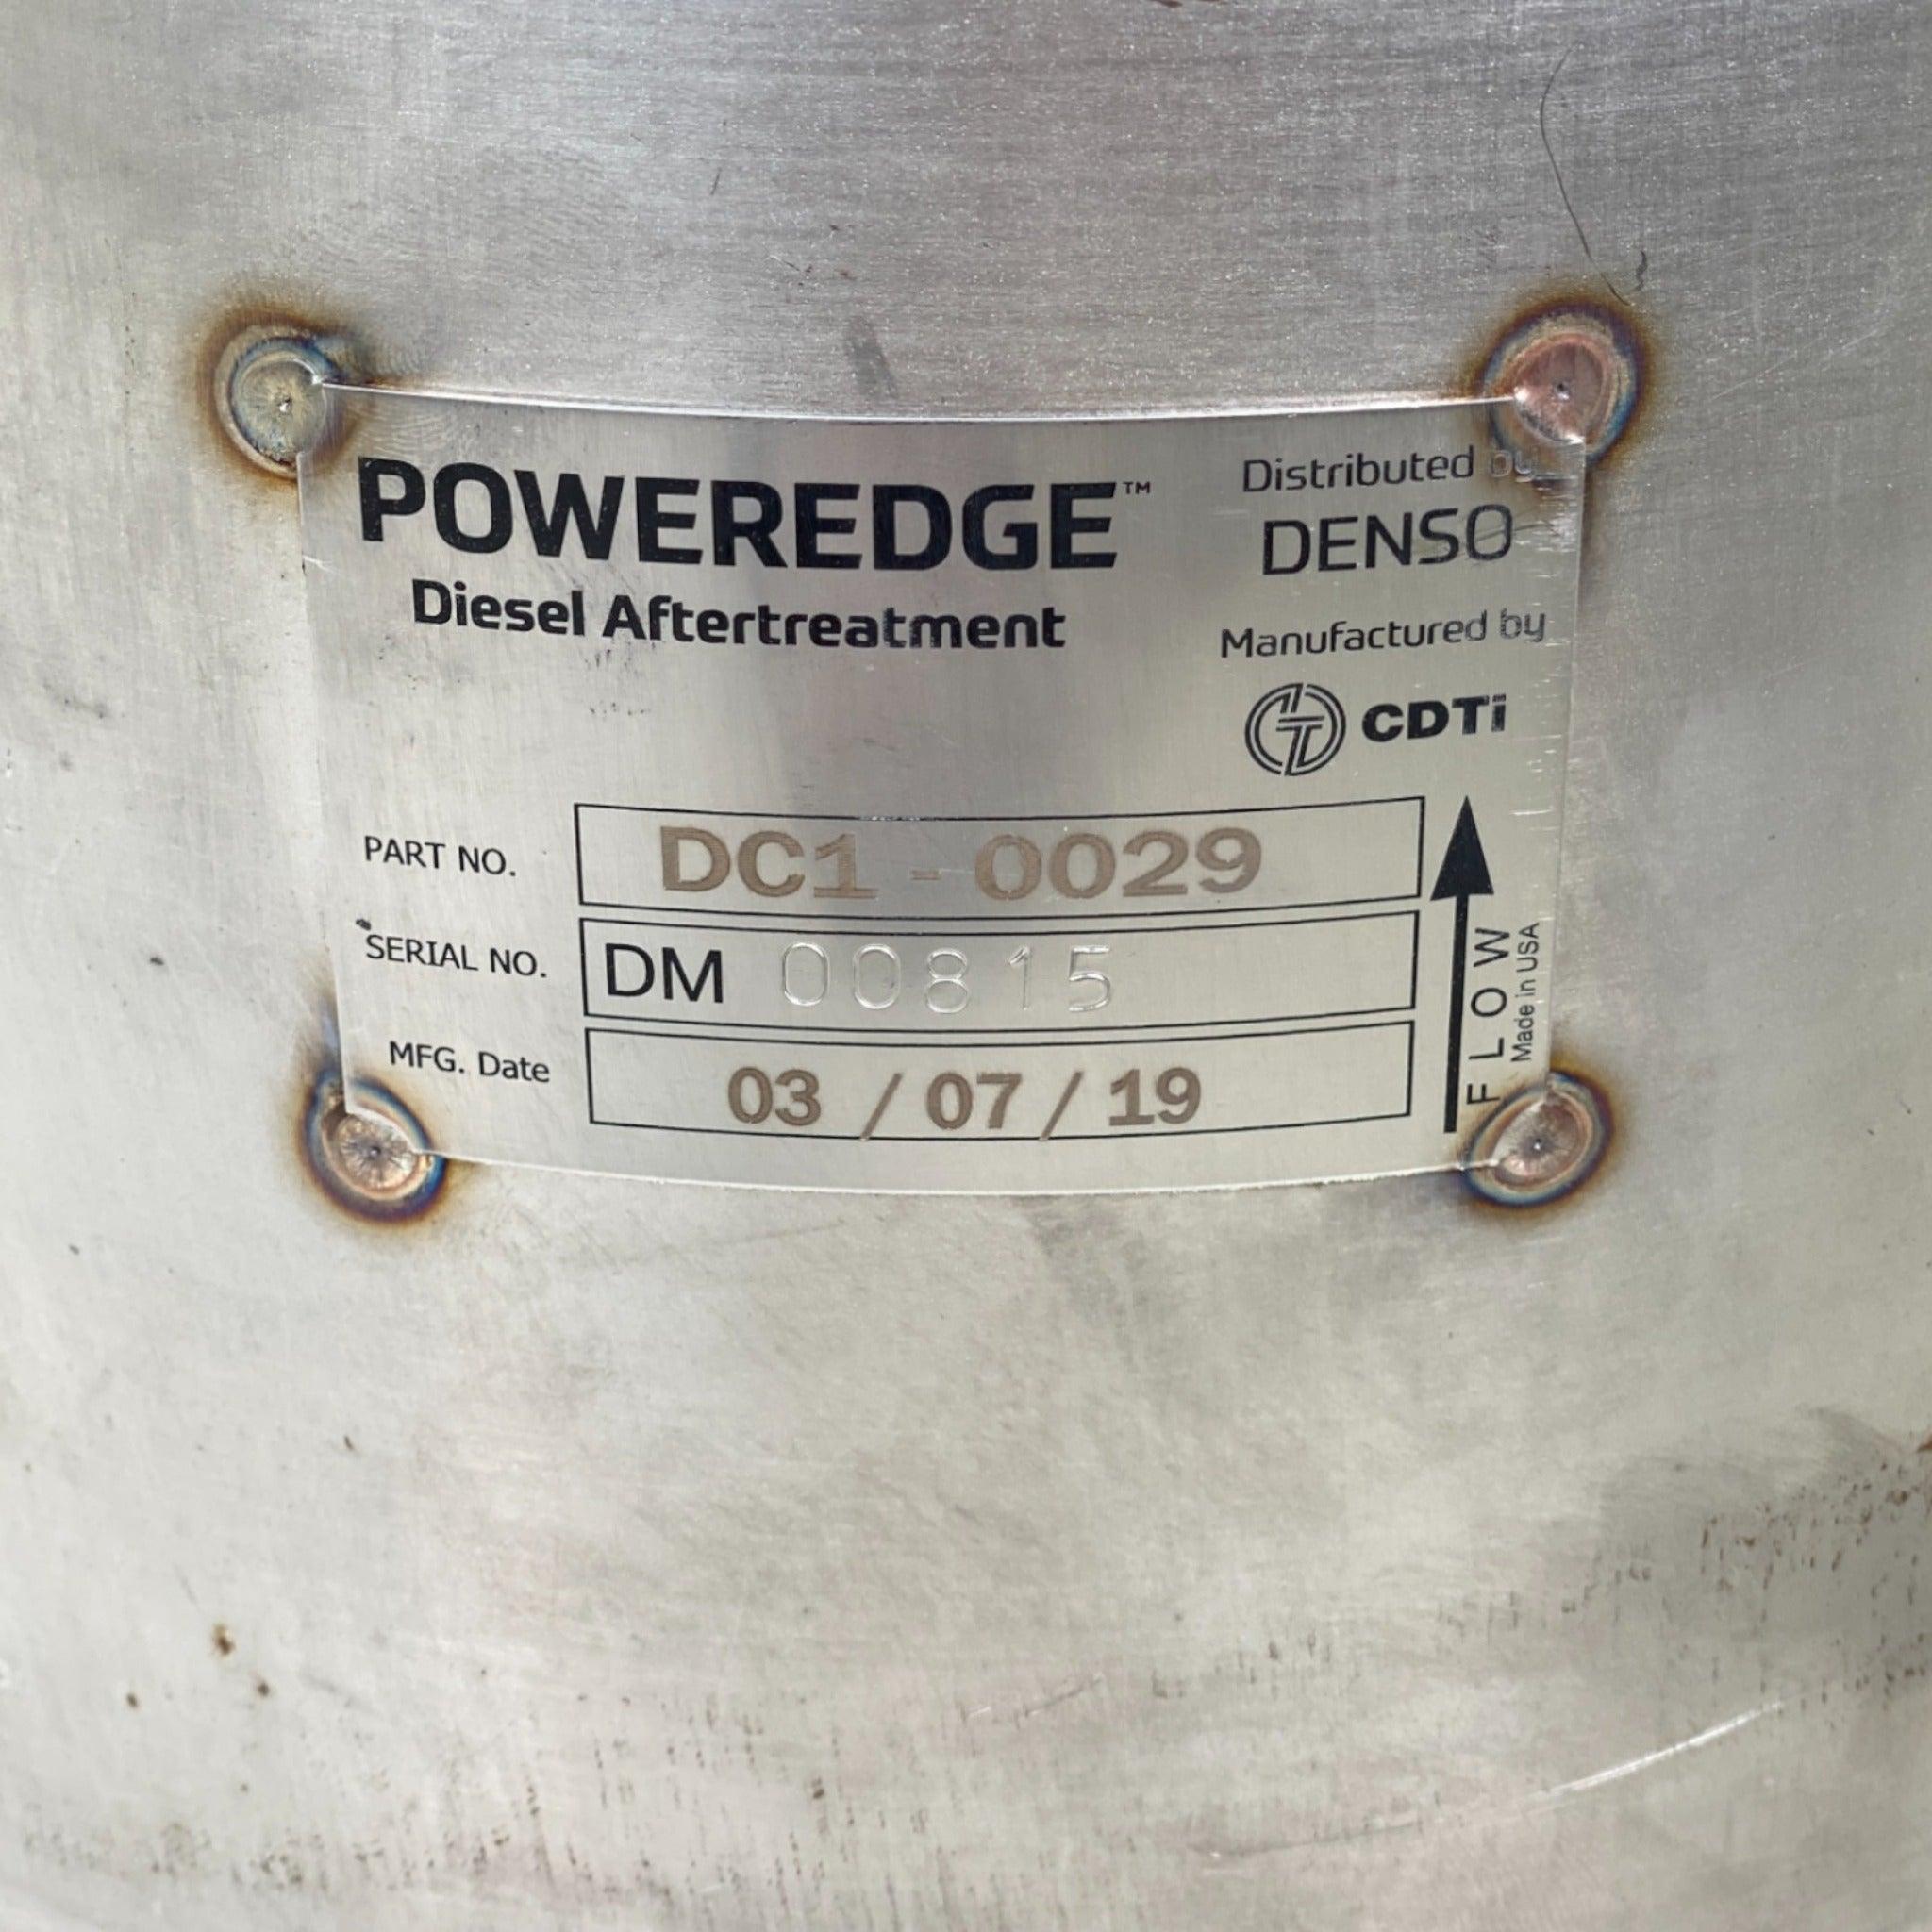 POWEREDGE™
Diesel Aftertreatment
Distributed by
DENSO
Manufactured by
CDTi
PART NO. DC1-0029
SERIAL NO. DM 00815
MFG. Date 03 / 07 / 19
FLOW
Made in USA